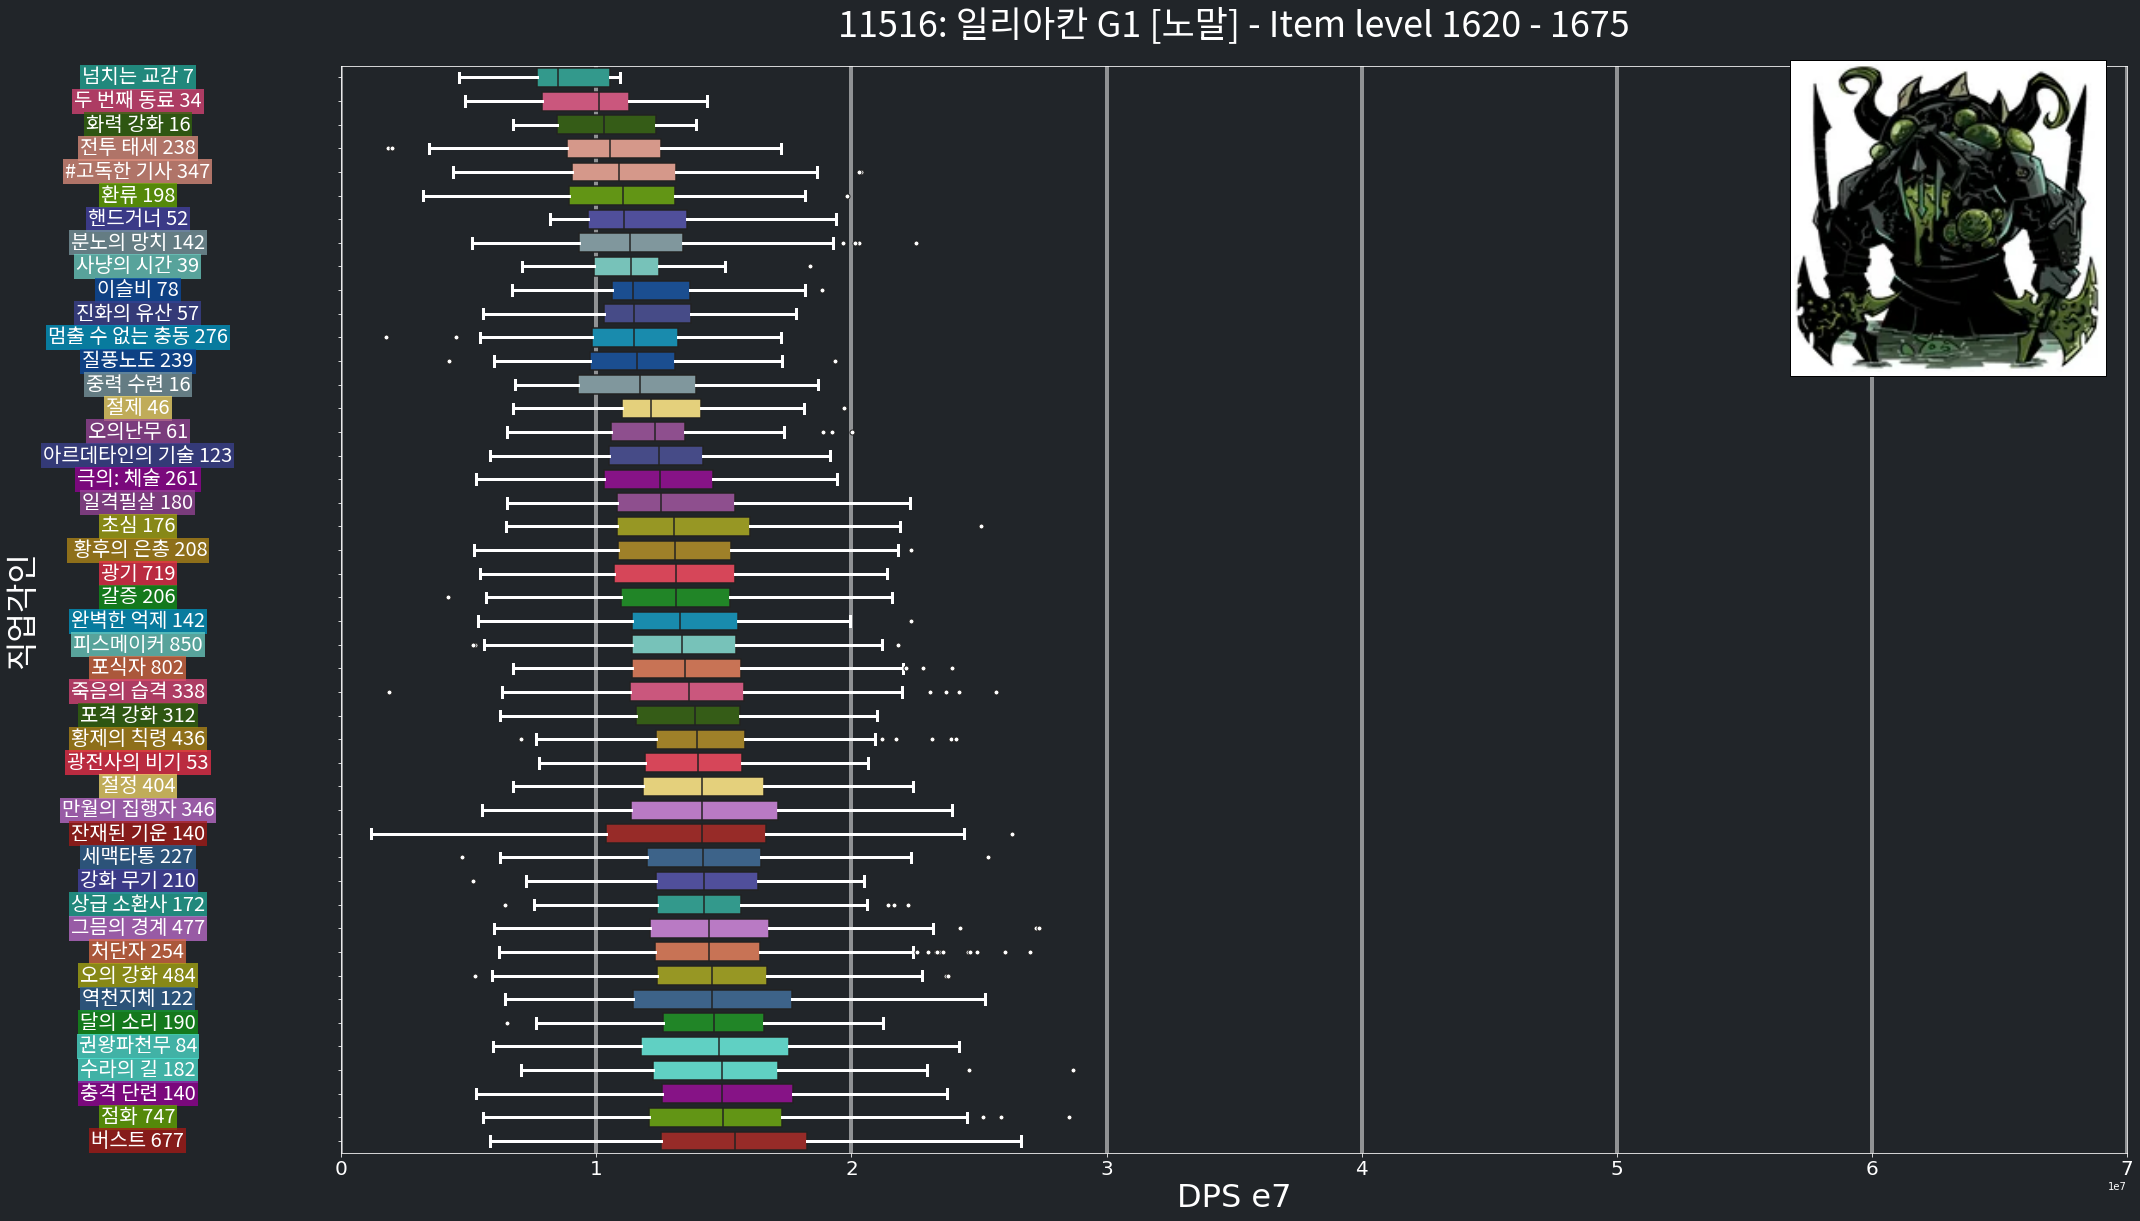 11516: 일리아칸 G1 [노말] - Item level 1620 - 1675
넘치는 교감 7
두 번째 동료 34
화력 강화 16
전투 태세 238
#고독한 기사 347
환류 198
핸드거너 52
분노의 망치 142
사냥의 시간 39
이슬비 78
진화의 유산 57
멈출 수 없는 충동 276
질풍노도 239
중력 수련 16
절제 46
오의난무 61
아르데타인의 기술 123
극의: 체술 261
일격필살 180
초심 176
황후의 은총 208
광기 719
갈증 206
완벽한 억제 142
피스메이커 850
포식자 802
죽음의 습격 338
포격 강화 312
황제의 칙령 436
광전사의 비기 53
절정 404
만월의 집행자 346
잔재된 기운 140
세맥타통 227
강화 무기 210
상급 소환사 172
그믐의 경계 477
처단자 254
오의 강화 484
역천지체 122
달의 소리 190
권왕파천무 84
수라의 길 182
충격 단련 140
점화 747
버스트 677
직업각인
0 1 2 3 4 5 6 7
1e7
DPS e7